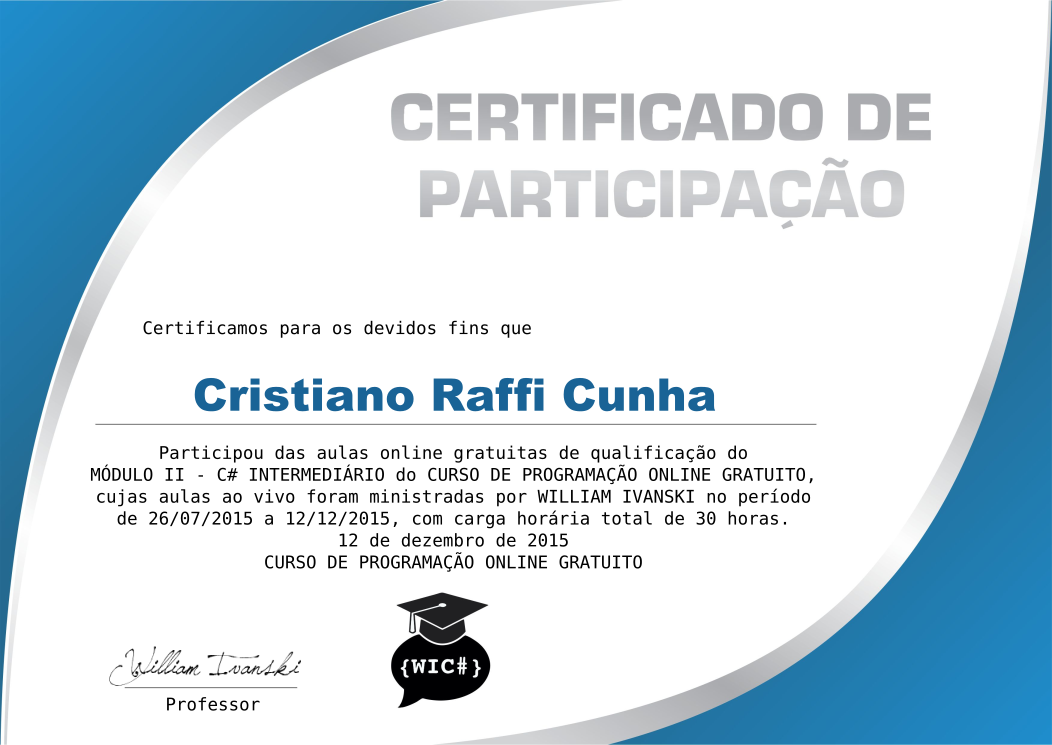 CERTIFICADO DE
PARTICIPAÇÃO
Certificamos para os devidos fins que
Cristiano Raffi Cunha
Participou das aulas online gratuitas de qualificação do
MÓDULO II - C# INTERMEDIÁRIO do CURSO DE PROGRAMAÇÃO ONLINE GRATUITO,
cujas aulas ao vivo foram ministradas por WILLIAM IVANSKI no período
de 26/07/2015 a 12/12/2015, com carga horária total de 30 horas.
12 de dezembro de 2015
CURSO DE PROGRAMAÇÃO ONLINE GRATUITO
William Ivanski
{WIC#}
Professor